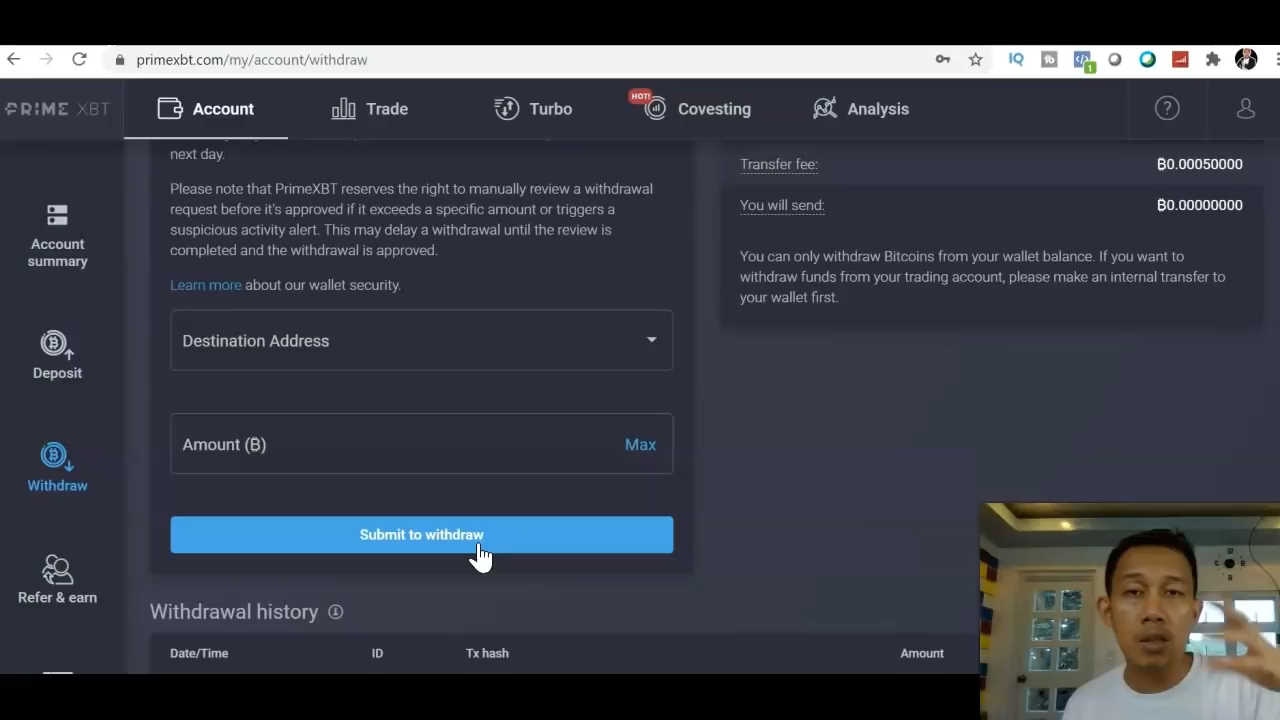 primexbt.com/my/account/withdraw
IQ
1
PRIME XBT
Account
Trade
Turbo
HOT!
Covesting
Analysis
next day.
Please note that PrimeXBT reserves the right to manually review a withdrawal
request before it's approved if it exceeds a specific amount or triggers a
suspicious activity alert. This may delay a withdrawal until the review is
completed and the withdrawal is approved.
Learn more about our wallet security.
Destination Address
Amount (₿)
Max
Submit to withdraw
Withdrawal history
Date/Time
ID
Tx hash
Amount
Transfer fee:
₿0.00050000
You will send:
₿0.00000000
You can only withdraw Bitcoins from your wallet balance. If you want to
withdraw funds from your trading account, please make an internal transfer to
your wallet first.
Account
summary
Deposit
Withdraw
Refer & earn